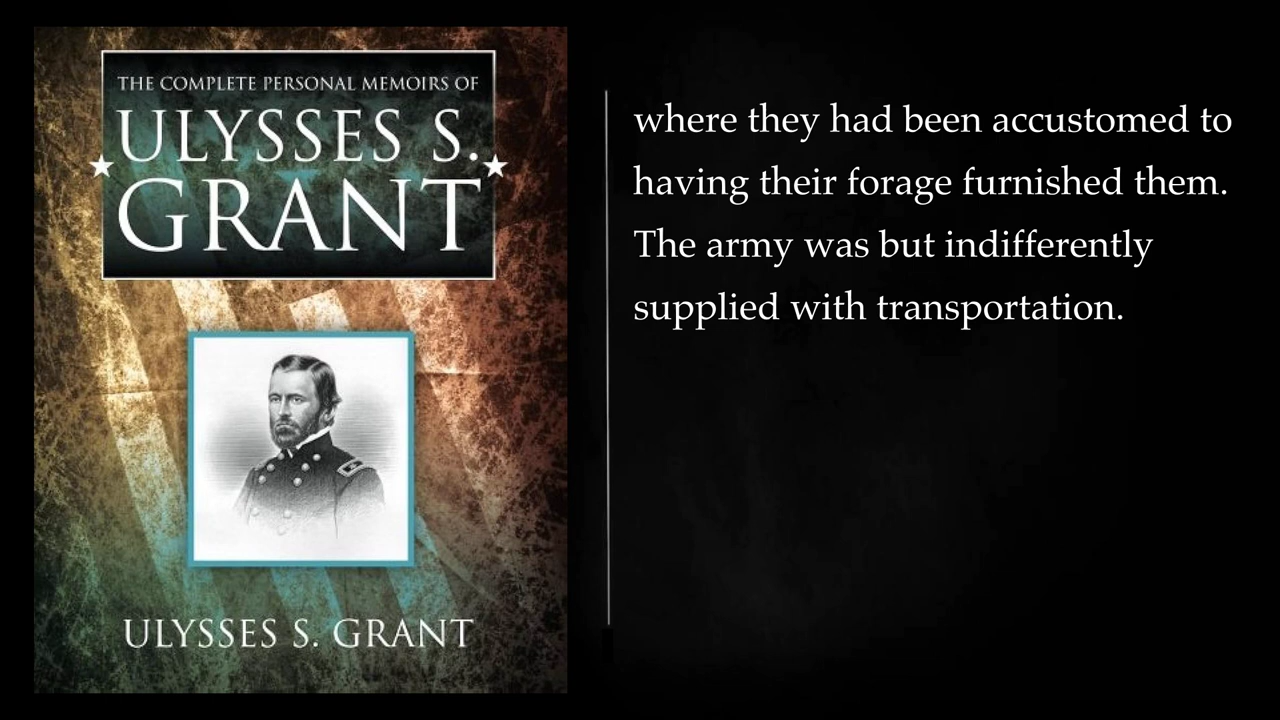 THE COMPLETE PERSONAL MEMOIRS OF
ULYSSES S.
GRANT
ULYSSES S. GRANT
where they had been accustomed to
having their forage furnished them.
The army was but indifferently
supplied with transportation.